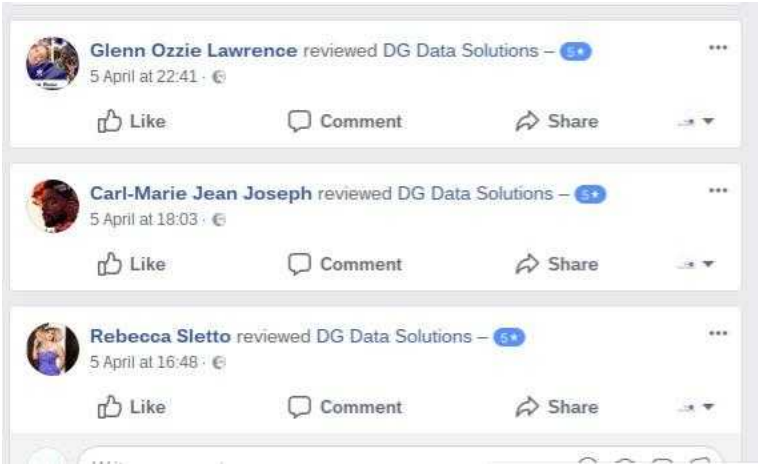 Glenn Ozzie Lawrence reviewed DG Data Solutions – 5★
5 April at 22:41 ·
Like Comment Share
Carl-Marie Jean Joseph reviewed DG Data Solutions – 5★
5 April at 18:03 ·
Like Comment Share
Rebecca Sletto reviewed DG Data Solutions – 5★
5 April at 16:48 ·
Like Comment Share